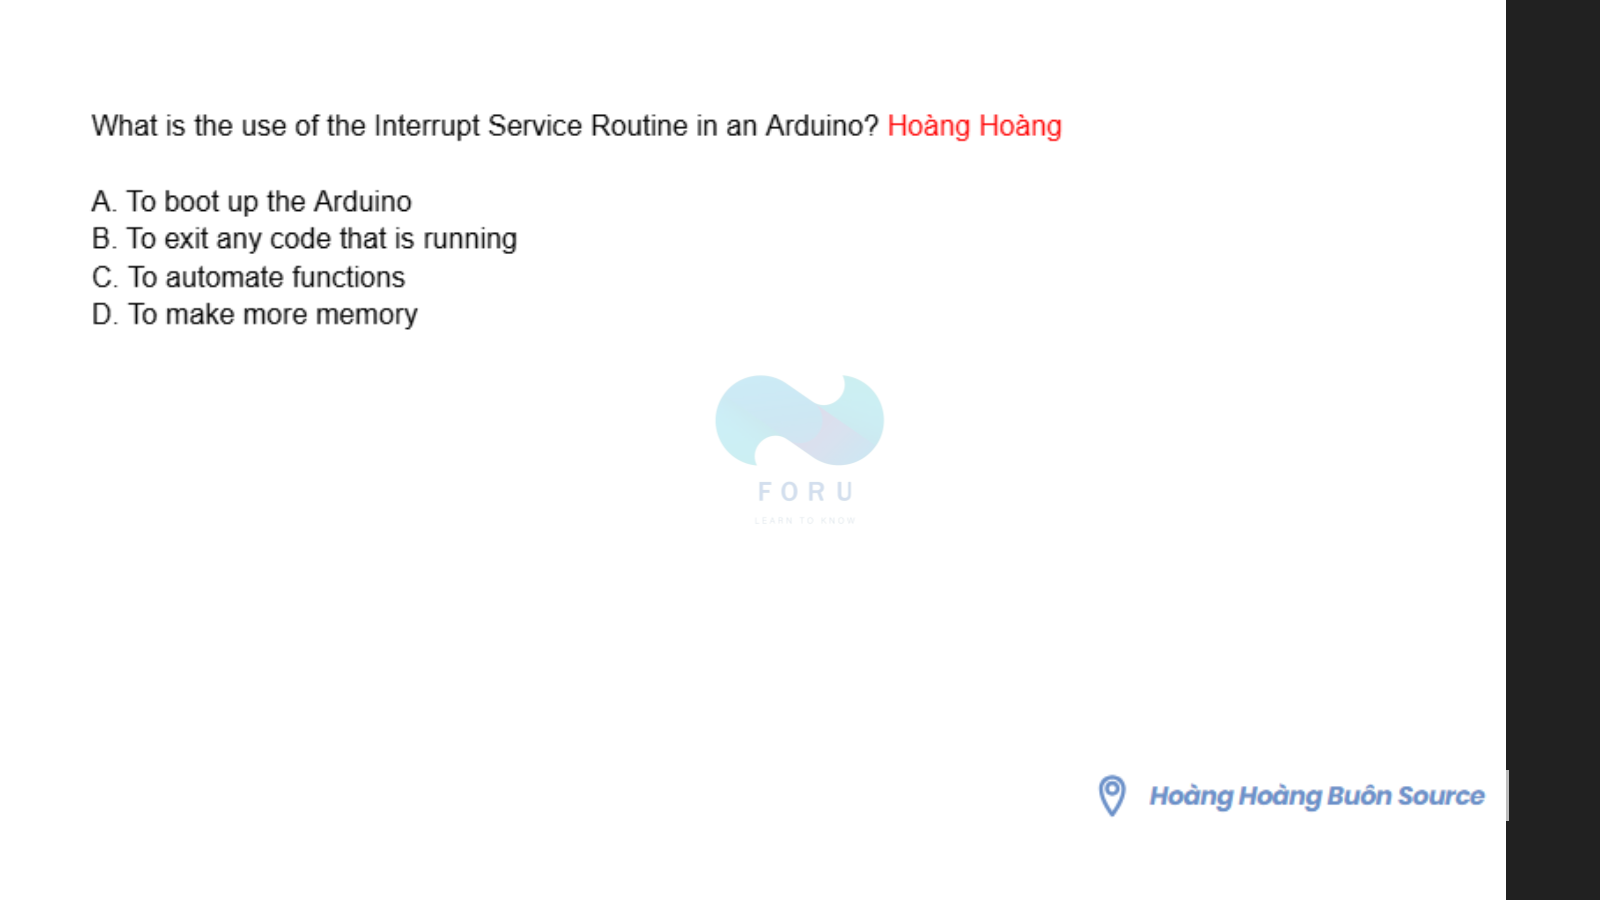 What is the use of the Interrupt Service Routine in an Arduino? Hoàng Hoàng
A. To boot up the Arduino
B. To exit any code that is running
C. To automate functions
D. To make more memory
FORU
LEARN TO KNOW
Hoàng Hoàng Buôn Source